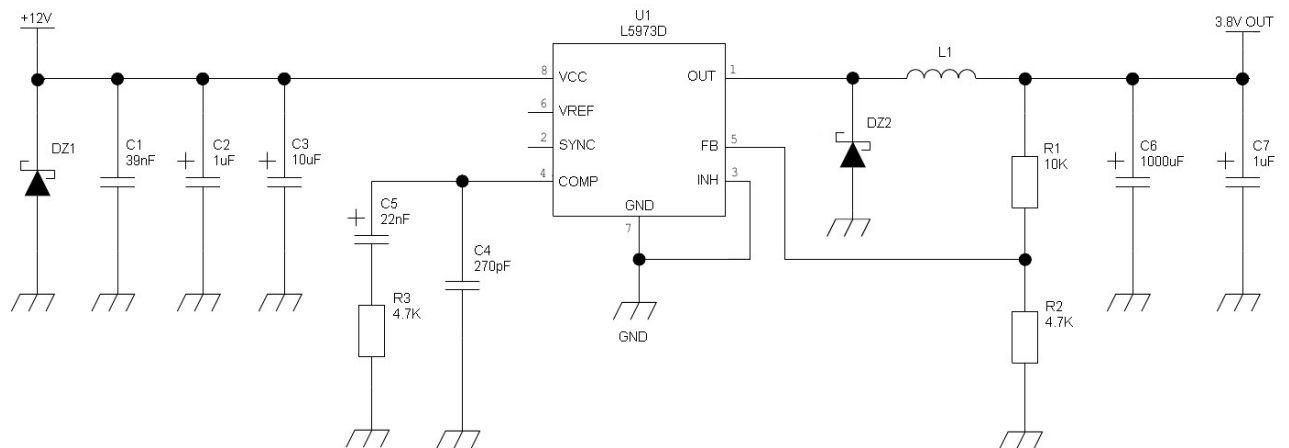 +12V
U1
L5973D
3.8V OUT
L1
8 VCC OUT 1
6 VREF
2 SYNC FB 5
4 COMP INH 3
GND
7
DZ1
C1
39nF
C2
1uF
C3
10uF
DZ2
R1
10K
C6
1000uF
C7
1uF
C5
22nF
C4
270pF
R3
4.7K
R2
4.7K
GND